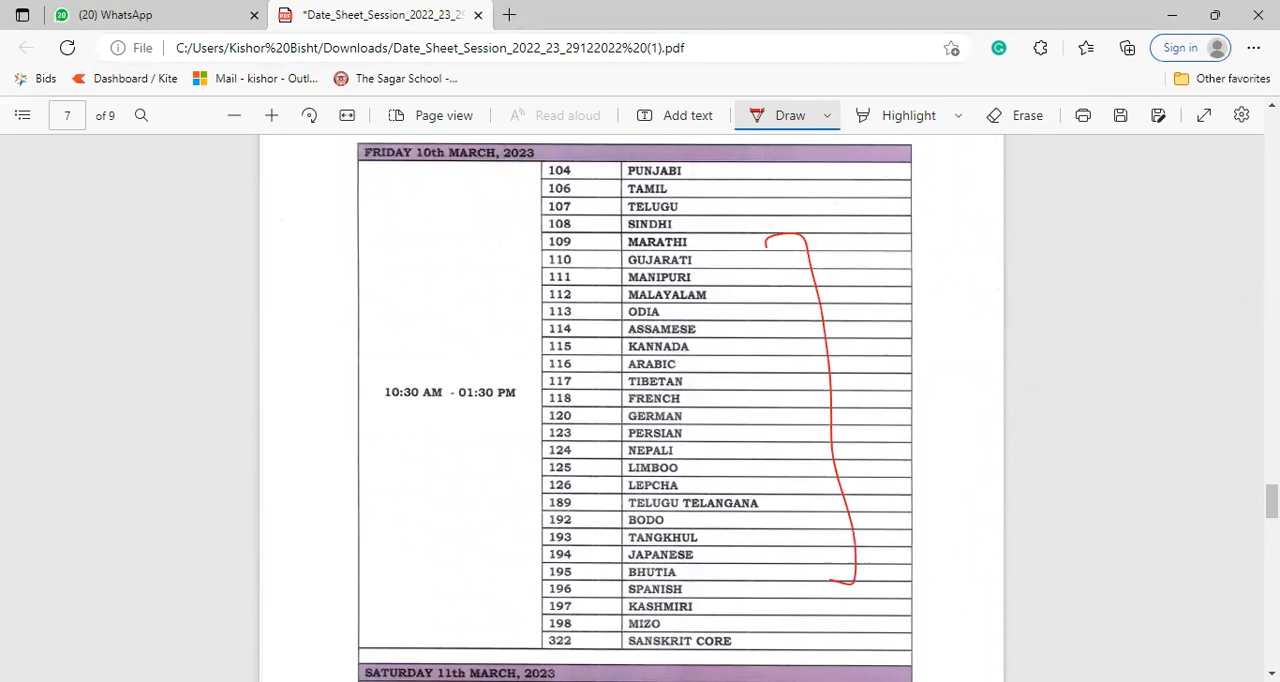 20 (20) WhatsApp
PDF *Date_Sheet_Session_2022_23_29
File C:/Users/Kishor%20Bisht/Downloads/Date_Sheet_Session_2022_23_29122022%20(1).pdf Sign in
Bids Dashboard / Kite Mail - kishor - Outl... The Sagar School -... Other favorites
7 of 9 Page view Read aloud Add text Draw Highlight Erase
FRIDAY 10th MARCH, 2023
104 PUNJABI
106 TAMIL
107 TELUGU
108 SINDHI
109 MARATHI
110 GUJARATI
111 MANIPURI
112 MALAYALAM
113 ODIA
114 ASSAMESE
115 KANNADA
116 ARABIC
117 TIBETAN
10:30 AM - 01:30 PM
118 FRENCH
120 GERMAN
123 PERSIAN
124 NEPALI
125 LIMBOO
126 LEPCHA
189 TELUGU TELANGANA
192 BODO
193 TANGKHUL
194 JAPANESE
195 BHUTIA
196 SPANISH
197 KASHMIRI
198 MIZO
322 SANSKRIT CORE
SATURDAY 11th MARCH, 2023